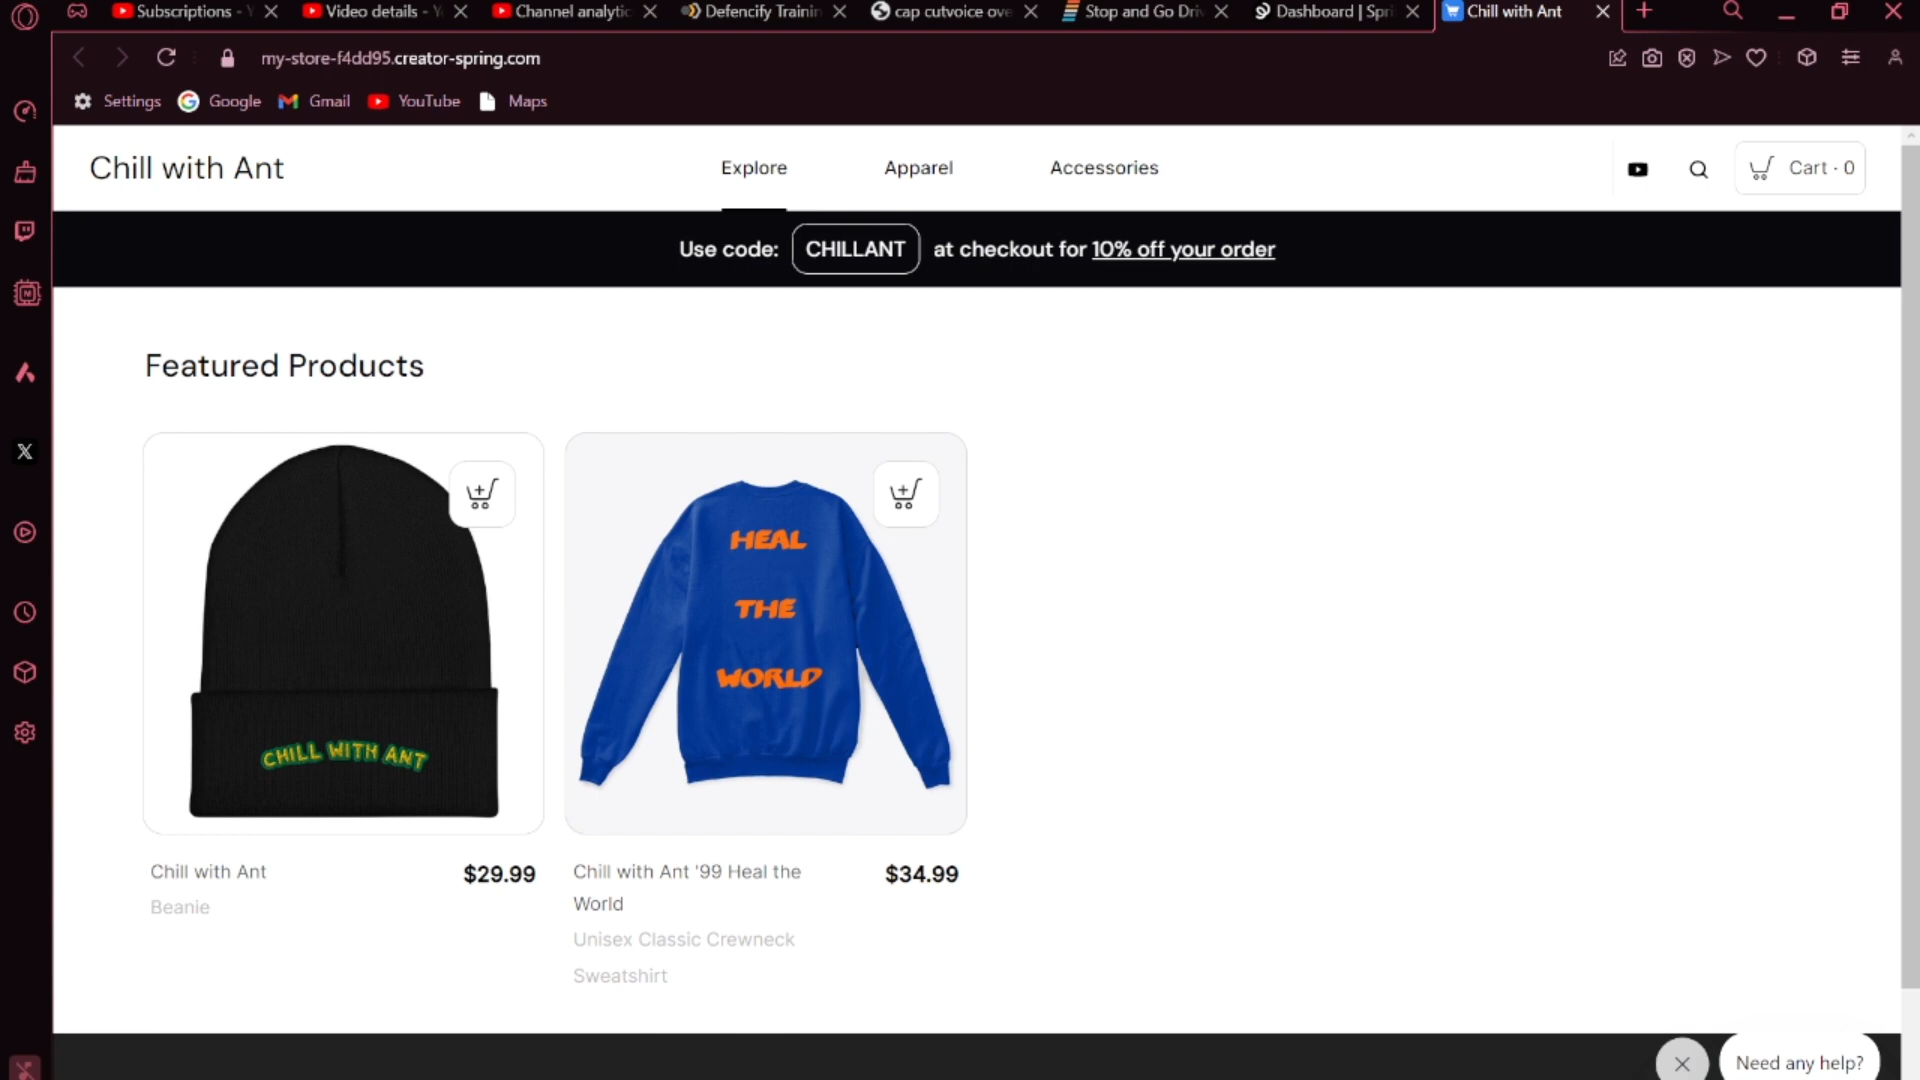 Subscriptions - Y
Video details - Y
Channel analytic
Defencify Trainin
cap cutvoice ove
Stop and Go Driv
Dashboard | Spri
Chill with Ant
my-store-f4dd95.creator-spring.com
Settings
Google
Gmail
YouTube
Maps
Chill with Ant
Explore
Apparel
Accessories
Cart · 0
Use code: CHILLANT at checkout for 10% off your order
Featured Products
CHILL WITH ANT
HEAL
THE
WORLD
Chill with Ant
$29.99
Beanie
Chill with Ant '99 Heal the
World
$34.99
Unisex Classic Crewneck
Sweatshirt
Need any help?